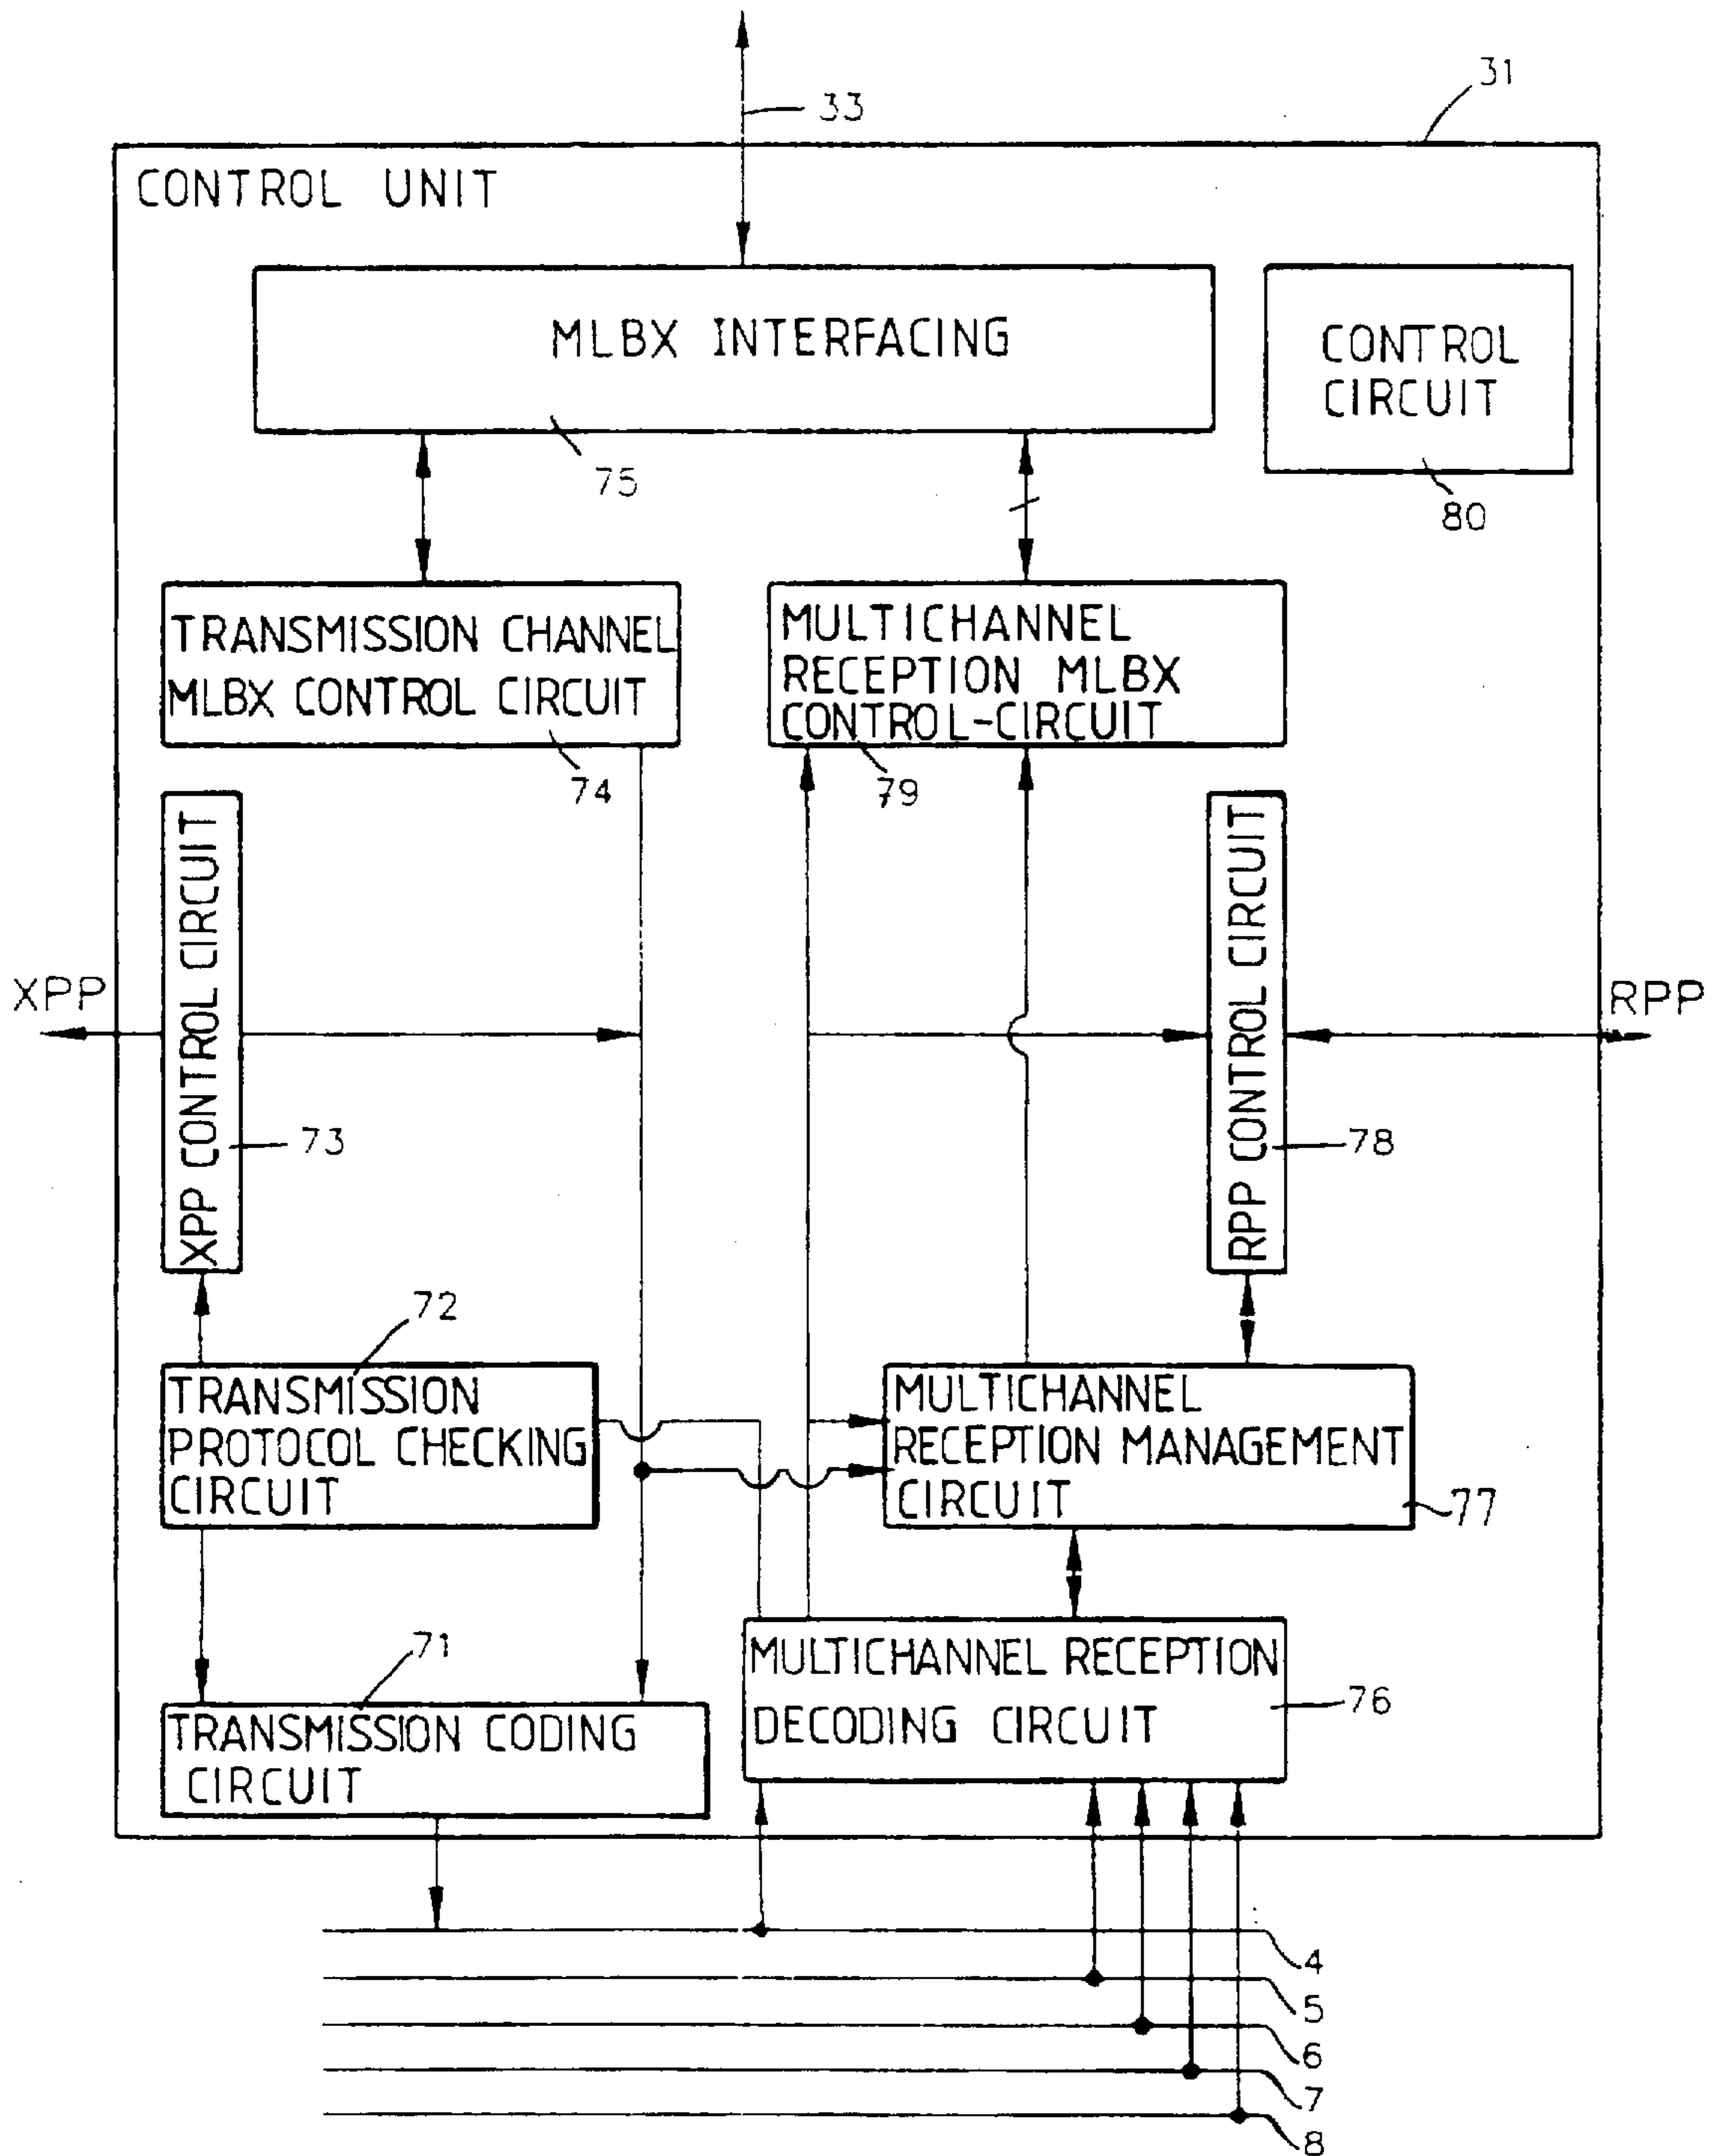 33
31
CONTROL UNIT
MLBX INTERFACING
75
CONTROL
CIRCUIT
80
TRANSMISSION CHANNEL
MLBX CONTROL CIRCUIT
74
MULTICHANNEL
RECEPTION MLBX
CONTROL-CIRCUIT
79
XPP
XPP CONTROL CIRCUIT
73
RPP CONTROL CIRCUIT
78
RPP
72
TRANSMISSION
PROTOCOL CHECKING
CIRCUIT
MULTICHANNEL
RECEPTION MANAGEMENT
CIRCUIT
77
71
TRANSMISSION CODING
CIRCUIT
MULTICHANNEL RECEPTION
DECODING CIRCUIT
76
4
5
6
7
8